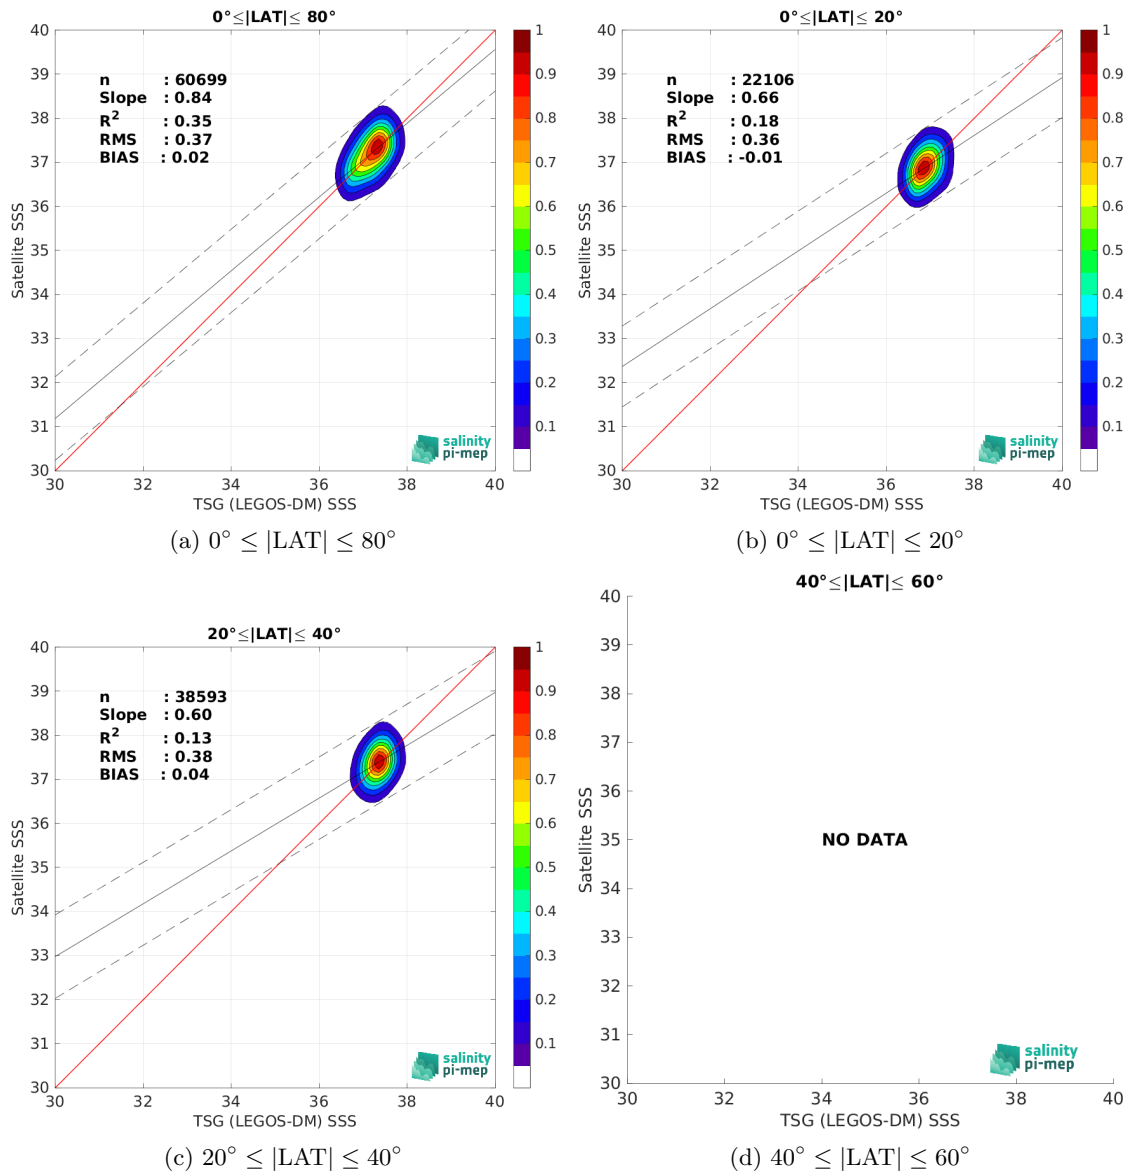 0°≤|LAT|≤ 80°
n : 60699
Slope : 0.84
R² : 0.35
RMS : 0.37
BIAS : 0.02
40
39
38
37
36
35
34
33
32
31
30
30 32 34 36 38 40
Satellite SSS
TSG (LEGOS-DM) SSS
1
0.9
0.8
0.7
0.6
0.5
0.4
0.3
0.2
0.1
salinity
pi-mep
(a) 0° ≤ |LAT| ≤ 80°
0°≤|LAT|≤ 20°
n : 22106
Slope : 0.66
R² : 0.18
RMS : 0.36
BIAS : -0.01
40
39
38
37
36
35
34
33
32
31
30
30 32 34 36 38 40
Satellite SSS
TSG (LEGOS-DM) SSS
1
0.9
0.8
0.7
0.6
0.5
0.4
0.3
0.2
0.1
salinity
pi-mep
(b) 0° ≤ |LAT| ≤ 20°
20°≤|LAT|≤ 40°
n : 38593
Slope : 0.60
R² : 0.13
RMS : 0.38
BIAS : 0.04
40
39
38
37
36
35
34
33
32
31
30
30 32 34 36 38 40
Satellite SSS
TSG (LEGOS-DM) SSS
1
0.9
0.8
0.7
0.6
0.5
0.4
0.3
0.2
0.1
salinity
pi-mep
(c) 20° ≤ |LAT| ≤ 40°
40°≤|LAT|≤ 60°
40
39
38
37
36
35
34
33
32
31
30
30 32 34 36 38 40
Satellite SSS
NO DATA
TSG (LEGOS-DM) SSS
salinity
pi-mep
(d) 40° ≤ |LAT| ≤ 60°